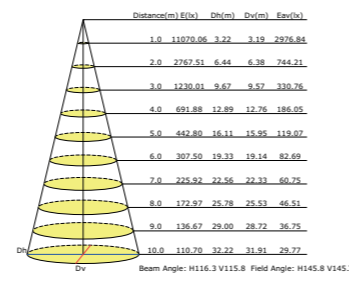 Distance(m) E(lx) Dh(m) Dv(m) Eav(lx)
1.0 11070.06 3.22 3.19 2976.84
2.0 2767.51 6.44 6.38 744.21
3.0 1230.01 9.67 9.57 330.76
4.0 691.88 12.89 12.76 186.05
5.0 442.80 16.11 15.95 119.07
6.0 307.50 19.33 19.14 82.69
7.0 225.92 22.56 22.33 60.75
8.0 172.97 25.78 25.53 46.51
9.0 136.67 29.00 28.72 36.75
Dh 10.0 110.70 32.22 31.91 29.77
Dv Beam Angle: H116.3 V115.8 Field Angle: H145.8 V145.